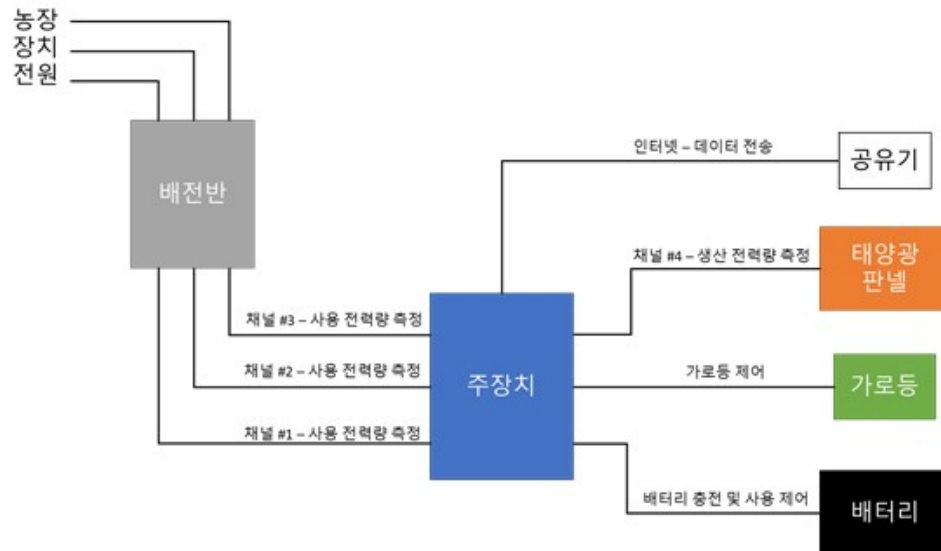 농장
장치
전원
배전반
인터넷 – 데이터 전송
공유기
채널 #4 – 생산 전력량 측정
태양광
판넬
채널 #3 – 사용 전력량 측정
채널 #2 – 사용 전력량 측정
채널 #1 – 사용 전력량 측정
주장치
가로등 제어
가로등
배터리 충전 및 사용 제어
배터리